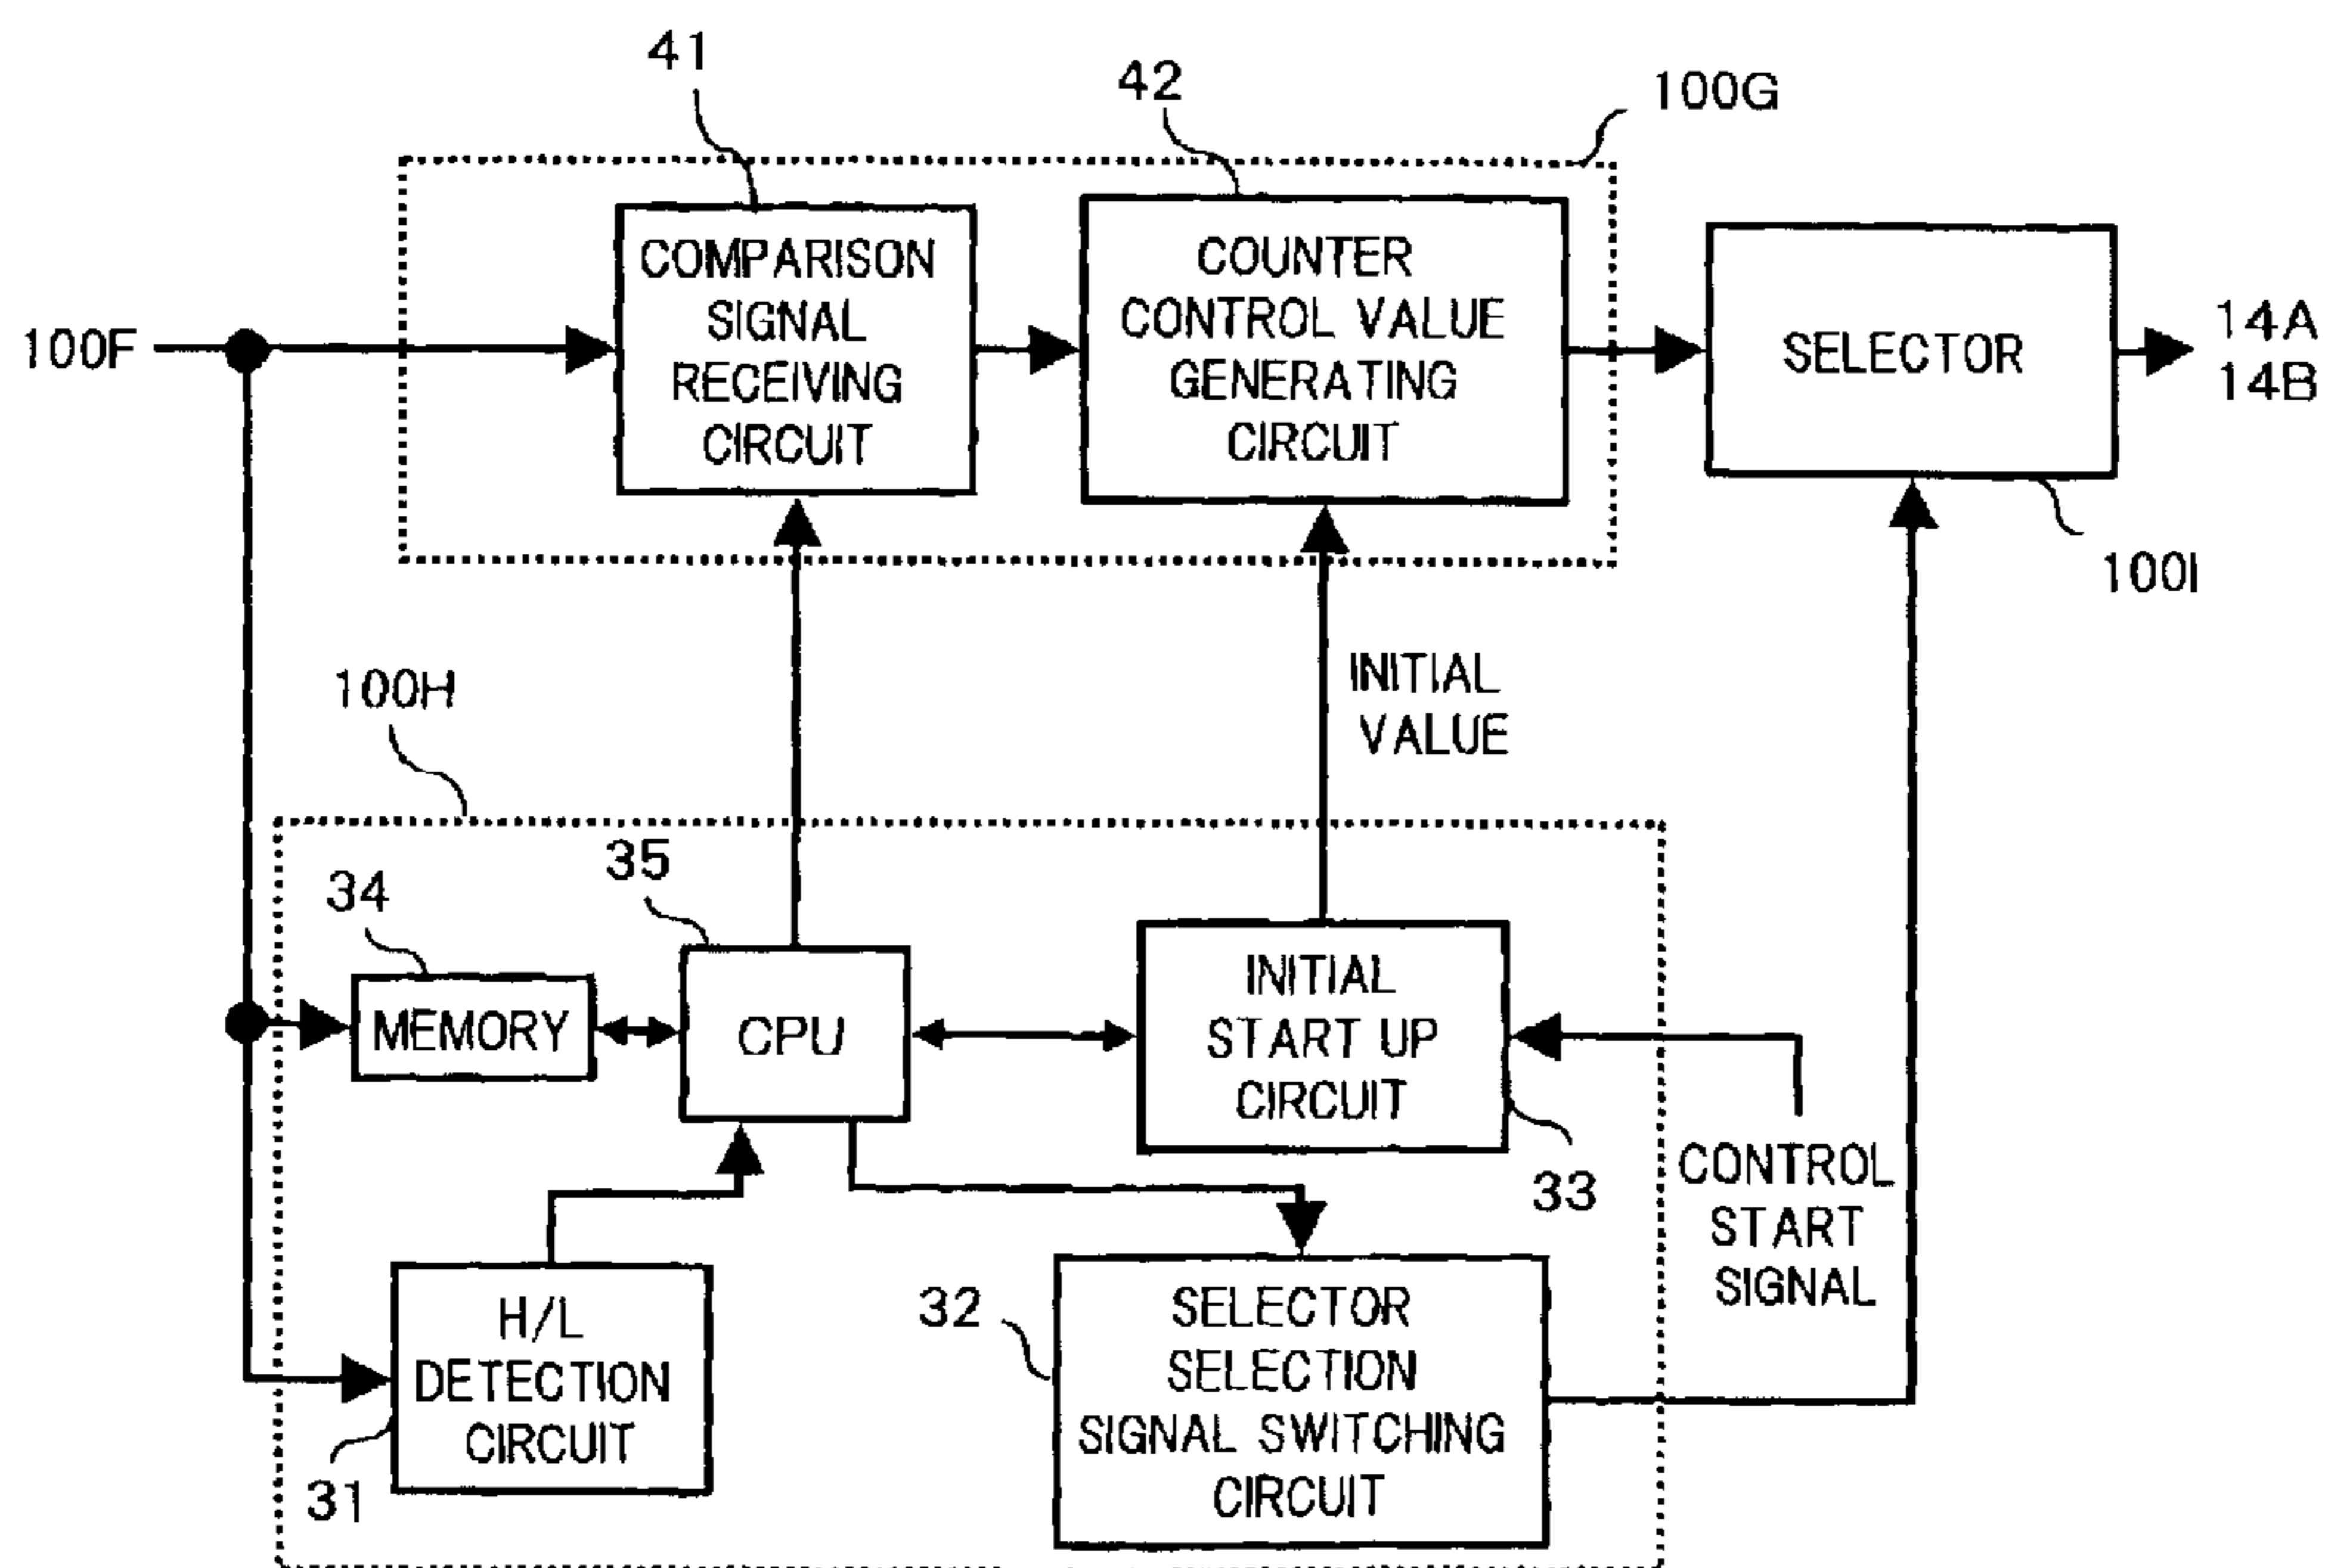 41
42
100G
COMPARISON
SIGNAL
RECEIVING
CIRCUIT
COUNTER
CONTROL VALUE
GENERATING
CIRCUIT
SELECTOR
100F
14A
14B
100I
INITIAL
VALUE
100H
34
35
MEMORY
CPU
INITIAL
START UP
CIRCUIT
33
CONTROL
START
SIGNAL
H/L
DETECTION
CIRCUIT
31
32
SELECTOR
SELECTION
SIGNAL SWITCHING
CIRCUIT